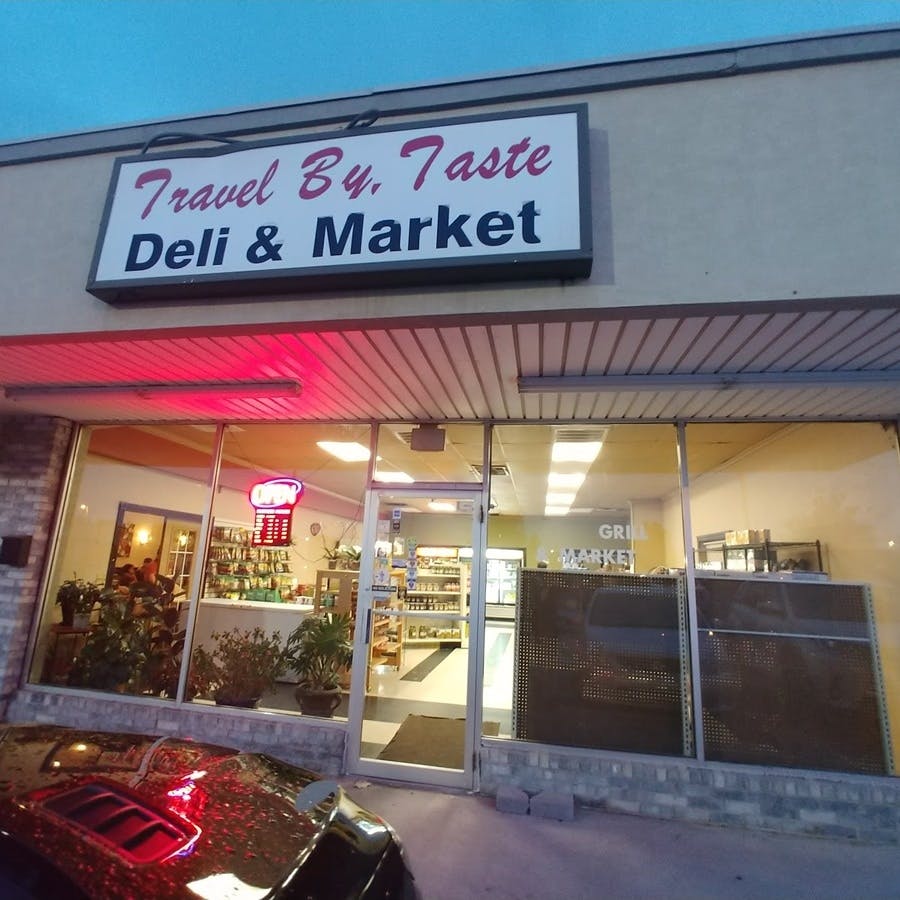 Travel By, Taste
Deli & Market
OPEN
GRILL
& MARKET